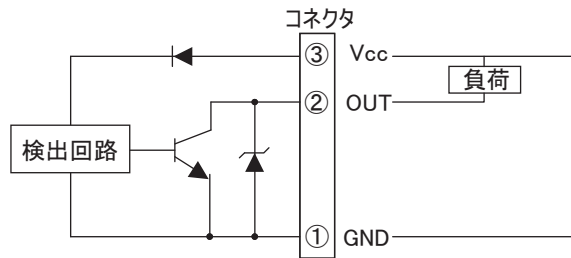 コネクタ
③ Vcc
負荷
② OUT
検出回路
① GND